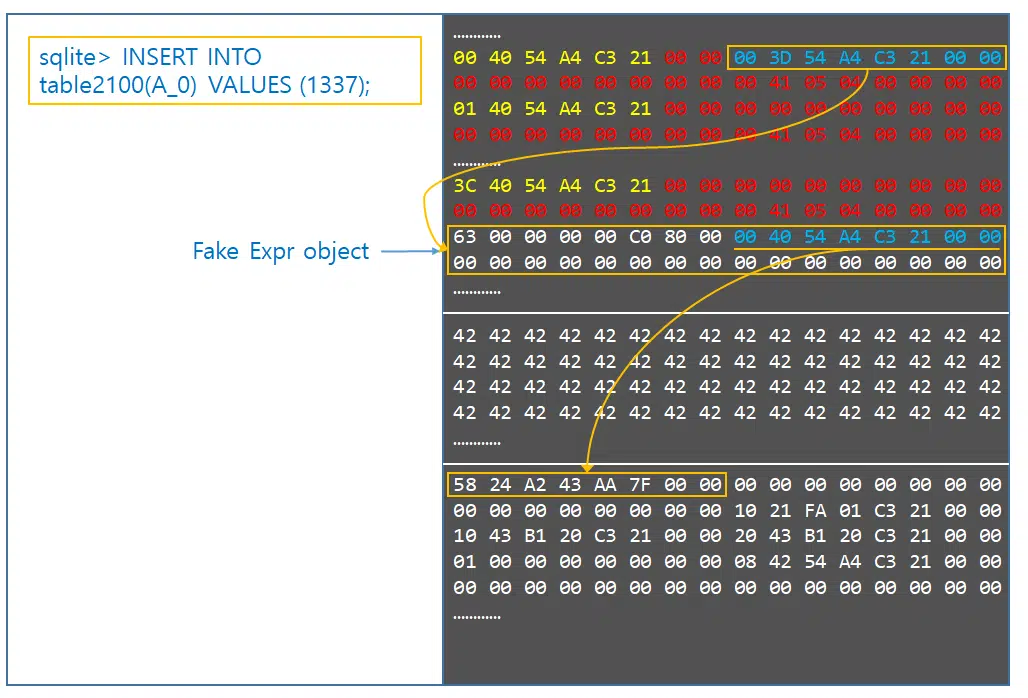 sqlite> INSERT INTO
table2100(A_0) VALUES (1337);
Fake Expr object
............
00 40 54 A4 C3 21 00 00 00 3D 54 A4 C3 21 00 00
00 00 00 00 00 00 00 00 00 41 05 04 00 00 00 00
01 40 54 A4 C3 21 00 00 00 00 00 00 00 00 00 00
00 00 00 00 00 00 00 00 00 41 05 04 00 00 00 00
............
3C 40 54 A4 C3 21 00 00 00 00 00 00 00 00 00 00
00 00 00 00 00 00 00 00 00 41 05 04 00 00 00 00
63 00 00 00 00 C0 80 00 00 40 54 A4 C3 21 00 00
00 00 00 00 00 00 00 00 00 00 00 00 00 00 00 00
............
42 42 42 42 42 42 42 42 42 42 42 42 42 42 42 42
42 42 42 42 42 42 42 42 42 42 42 42 42 42 42 42
42 42 42 42 42 42 42 42 42 42 42 42 42 42 42 42
42 42 42 42 42 42 42 42 42 42 42 42 42 42 42 42
............
58 24 A2 43 AA 7F 00 00 00 00 00 00 00 00 00 00
00 00 00 00 00 00 00 00 10 21 FA 01 C3 21 00 00
10 43 B1 20 C3 21 00 00 20 43 B1 20 C3 21 00 00
01 00 00 00 00 00 00 00 08 42 54 A4 C3 21 00 00
00 00 00 00 00 00 00 00 00 00 00 00 00 00 00 00
............